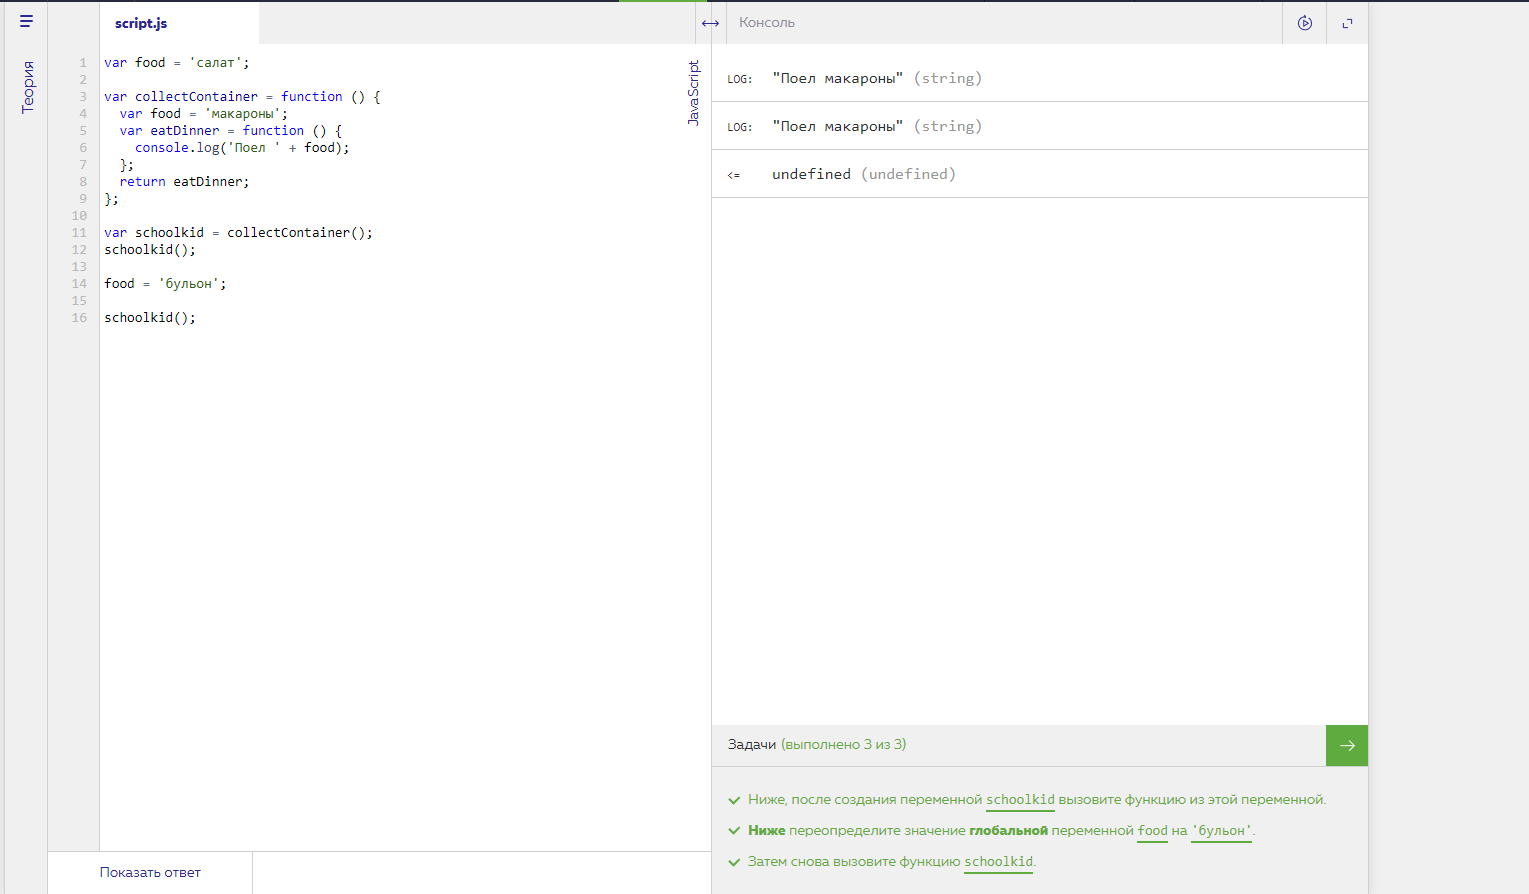 script.js
Консоль
Теория
JavaScript
1 var food = 'салат';
2
3 var collectContainer = function () {
4 var food = 'макароны';
5 var eatDinner = function () {
6 console.log('Поел ' + food);
7 };
8 return eatDinner;
9 };
10
11 var schoolkid = collectContainer();
12 schoolkid();
13
14 food = 'бульон';
15
16 schoolkid();
Показать ответ
LOG: "Поел макароны" (string)
LOG: "Поел макароны" (string)
<= undefined (undefined)
Задачи (выполнено 3 из 3)
Ниже, после создания переменной schoolkid вызовите функцию из этой переменной.
Ниже переопределите значение глобальной переменной food на 'бульон'.
Затем снова вызовите функцию schoolkid.